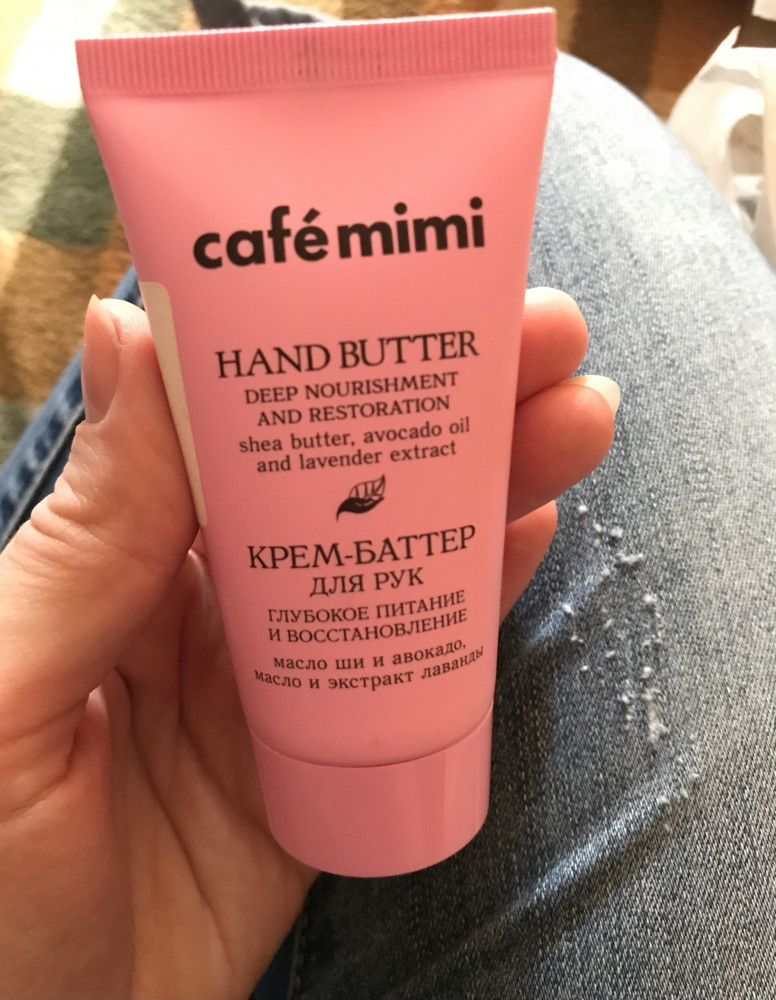 café mimi
HAND BUTTER
DEEP NOURISHMENT
AND RESTORATION
shea butter, avocado oil
and lavender extract
КРЕМ-БАТТЕР
ДЛЯ РУК
ГЛУБОКОЕ ПИТАНИЕ
И ВОССТАНОВЛЕНИЕ
масло ши и авокадо,
масло и экстракт лаванды